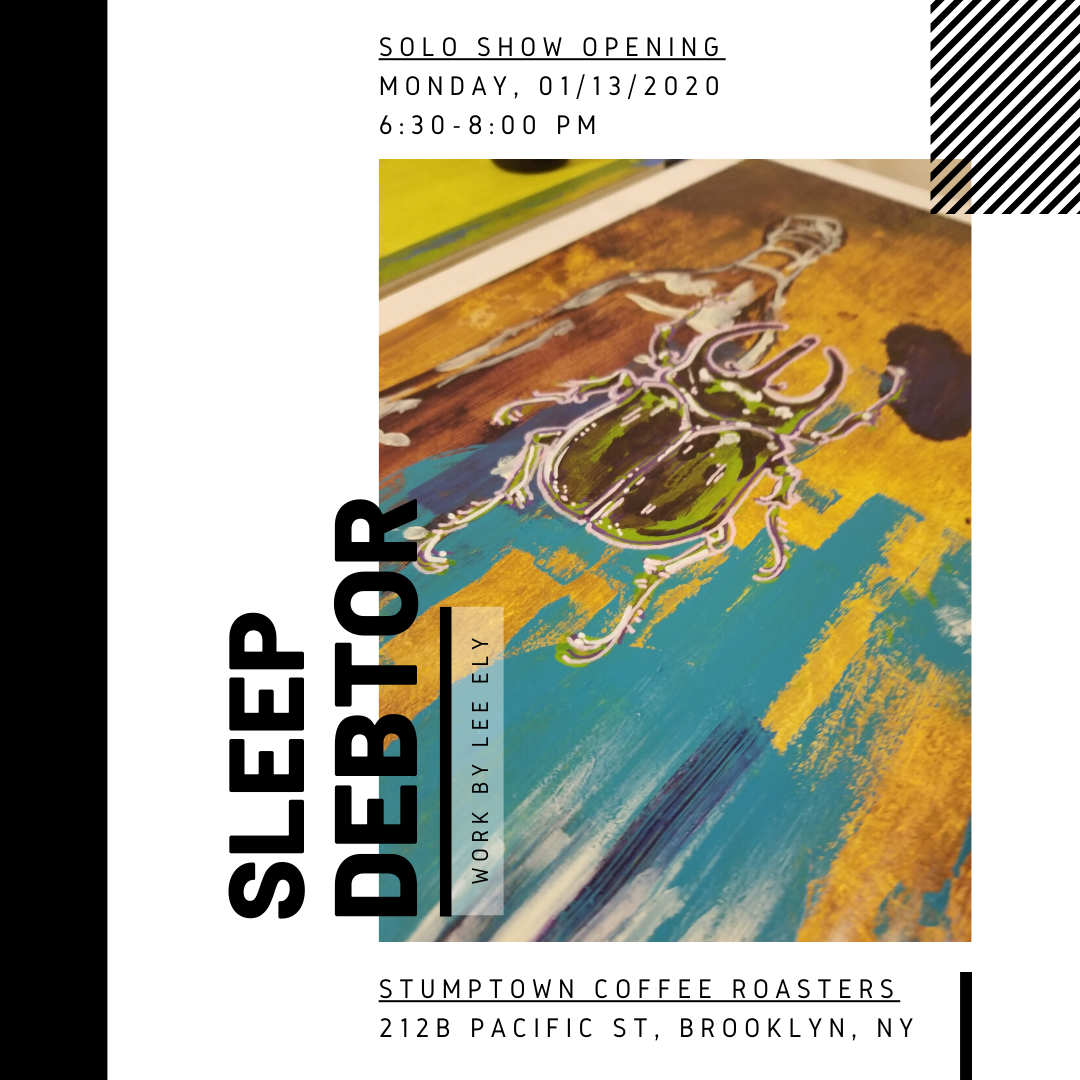 SOLO SHOW OPENING
MONDAY, 01/13/2020
6:30-8:00 PM
SLEEP
DEBTOR
WORK BY LEE ELY
STUMPTOWN COFFEE ROASTERS
212B PACIFIC ST, BROOKLYN, NY